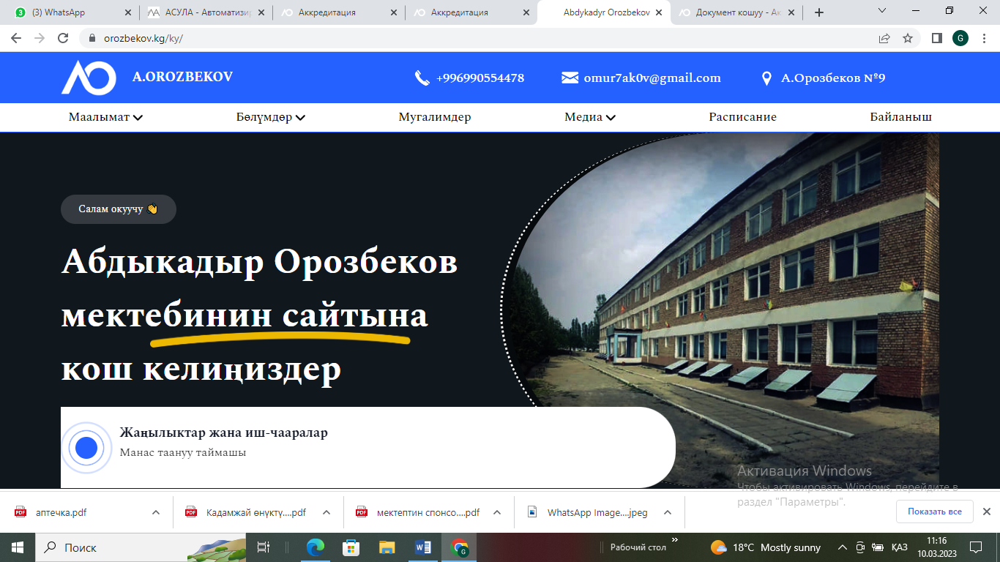 (3) WhatsApp
АСУЛА - Автоматизир
Аккредитация
Аккредитация
Abdykadyr Orozbekov
Документ кошуу - Ак
orozbekov.kg/ky/
G
A.OROZBEKOV
+996990554478
omur7ak0v@gmail.com
А.Орозбеков №9
Маалымат
Бөлүмдөр
Мугалимдер
Медиа
Расписание
Байланыш
Салам окуучу 👋
Абдыкадыр Орозбеков
мектебинин сайтына
кош келиңиздер
Жаңылыктар жана иш-чааралар
Манас таануу таймашы
Активация Windows
Чтобы активировать Windows, перейдите в
раздел "Параметры".
аптечка.pdf
Кадамжай өнүктү....pdf
мектептин спонсо....pdf
WhatsApp Image....jpeg
Показать все
Поиск
Рабочий стол
18°C Mostly sunny
ҚАЗ
11:16
10.03.2023